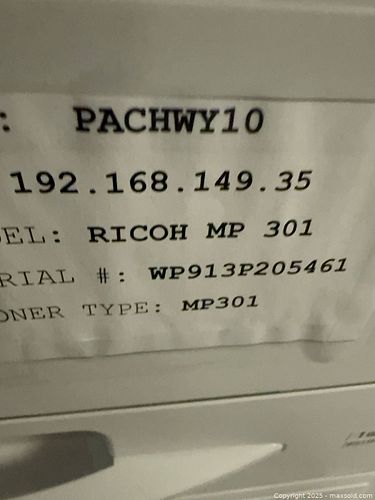 : PACHWY10
192.168.149.35
EL: RICOH MP 301
RIAL #: WP913P205461
ONER TYPE: MP301
Copyright 2025 - maxsold.com